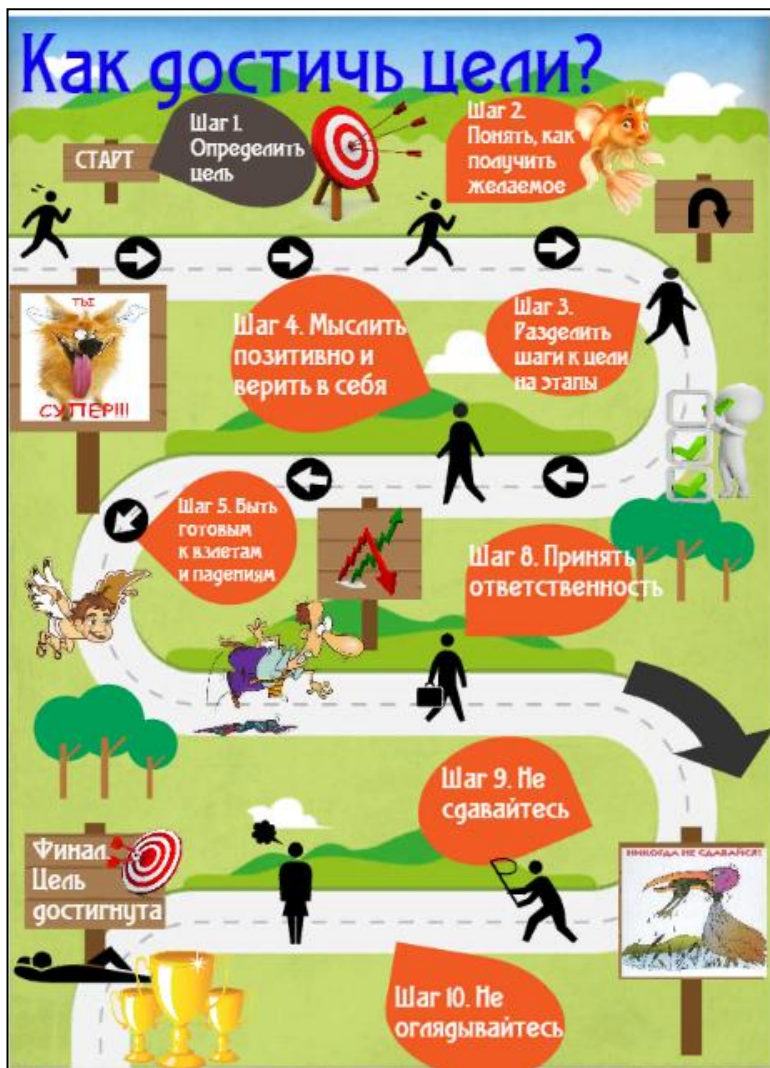 Как достичь цели?
СТАРТ
Шаг 1.
Определить
цель
Шаг 2.
Понять, как
получить
желаемое
Шаг 3.
Разделить
шаги к цели
на этапы
Шаг 4. Мыслить
позитивно и
верить в себя
ТЫ
СУПЕР!!!
Шаг 5. Быть
готовым
к взлетам
и падениям
Шаг 8. Принять
ответственность
Шаг 9. Не
сдавайтесь
НИКОГДА НЕ СДАВАЙСЯ!
Шаг 10. Не
оглядывайтесь
Финал.
Цель
достигнута